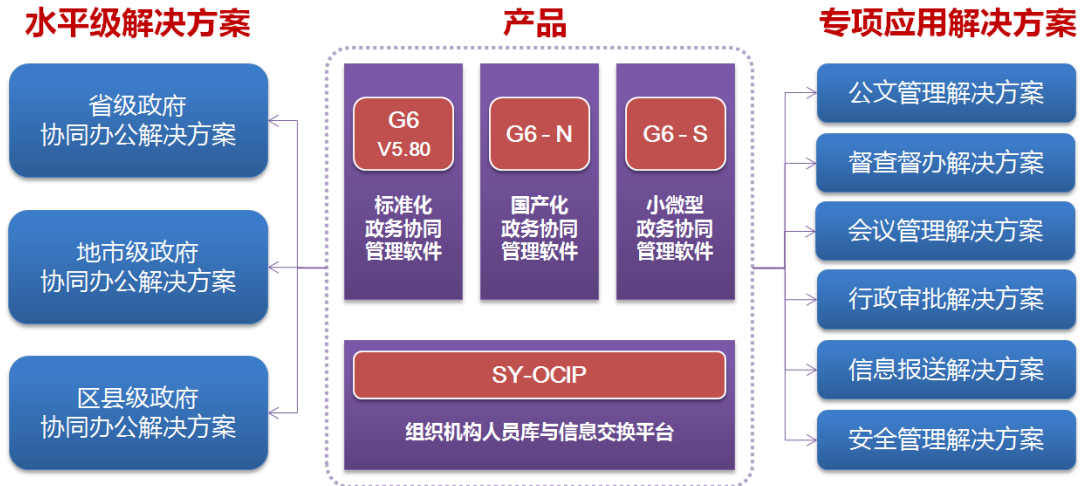 水平级解决方案
省级政府
协同办公解决方案
地市级政府
协同办公解决方案
区县级政府
协同办公解决方案
产品
G6
V5.80
标准化
政务协同
管理软件
G6 - N
国产化
政务协同
管理软件
G6 - S
小微型
政务协同
管理软件
SY-OCIP
组织机构人员库与信息交换平台
专项应用解决方案
公文管理解决方案
督查督办解决方案
会议管理解决方案
行政审批解决方案
信息报送解决方案
安全管理解决方案